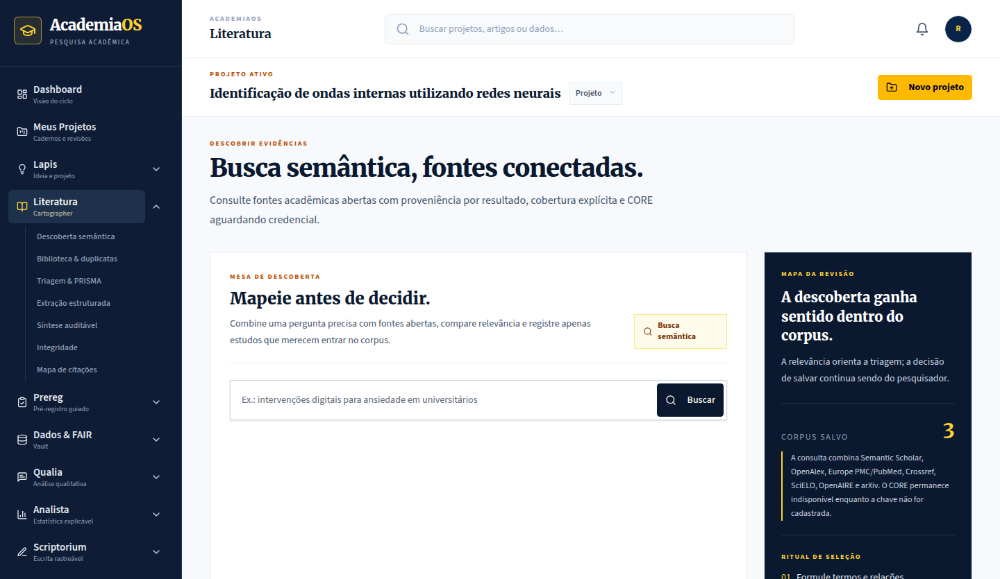 AcademiaOS
PESQUISA ACADÊMICA
Dashboard
Visão do ciclo
Meus Projetos
Cadernos e revisões
Lapis
Ideia e projeto
Literatura
Cartographer
Descoberta semântica
Biblioteca & duplicatas
Triagem & PRISMA
Extração estruturada
Síntese auditável
Integridade
Mapa de citações
Prereg
Pré-registro guiado
Dados & FAIR
Vault
Qualia
Análise qualitativa
Analista
Estatística explicável
Scriptorium
Escrita rastreável
ACADEMIAOS
Literatura
Buscar projetos, artigos ou dados...
R
PROJETO ATIVO
Identificação de ondas internas utilizando redes neurais
Projeto
Novo projeto
DESCOBRIR EVIDÊNCIAS
Busca semântica, fontes conectadas.
Consulte fontes acadêmicas abertas com proveniência por resultado, cobertura explícita e CORE
aguardando credencial.
MESA DE DESCOBERTA
Mapeie antes de decidir.
Combine uma pergunta precisa com fontes abertas, compare relevância e registre apenas
estudos que merecem entrar no corpus.
Busca
semântica
Ex.: intervenções digitais para ansiedade em universitários
Buscar
MAPA DA REVISÃO
A descoberta ganha
sentido dentro do
corpus.
A relevância orienta a triagem; a decisão
de salvar continua sendo do pesquisador.
CORPUS SALVO
3
A consulta combina Semantic Scholar,
OpenAlex, Europe PMC/PubMed, Crossref,
SciELO, OpenAIRE e arXiv. O CORE permanece
indisponível enquanto a chave não for
cadastrada.
RITUAL DE SELEÇÃO
01 Formule termos e relações